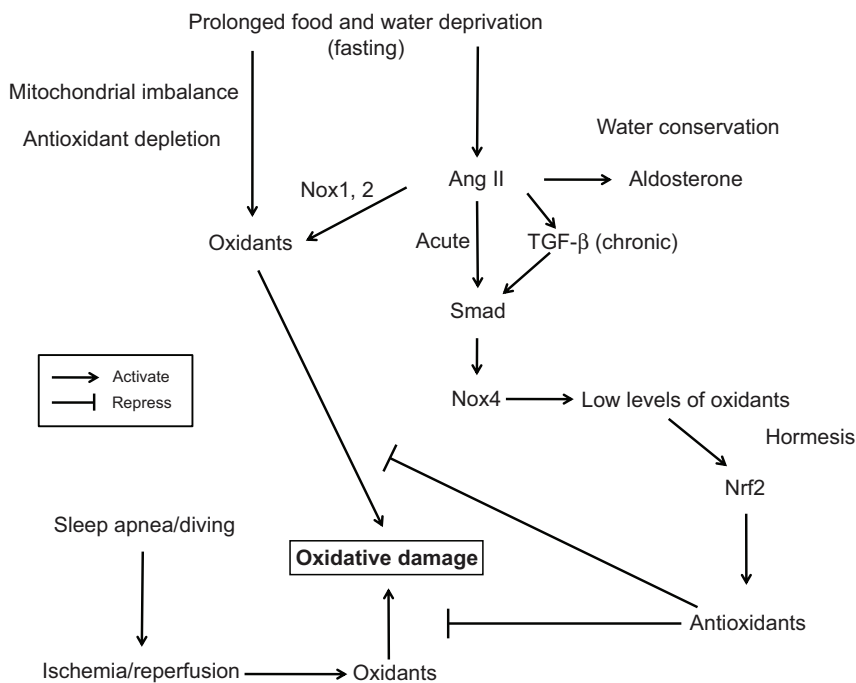 Prolonged food and water deprivation
(fasting)
Mitochondrial imbalance
Antioxidant depletion
Water conservation
Nox1, 2
Ang II
Aldosterone
Oxidants
Acute
TGF-β (chronic)
Smad
Activate
Repress
Nox4
Low levels of oxidants
Hormesis
Nrf2
Sleep apnea/diving
Oxidative damage
Antioxidants
Ischemia/reperfusion
Oxidants